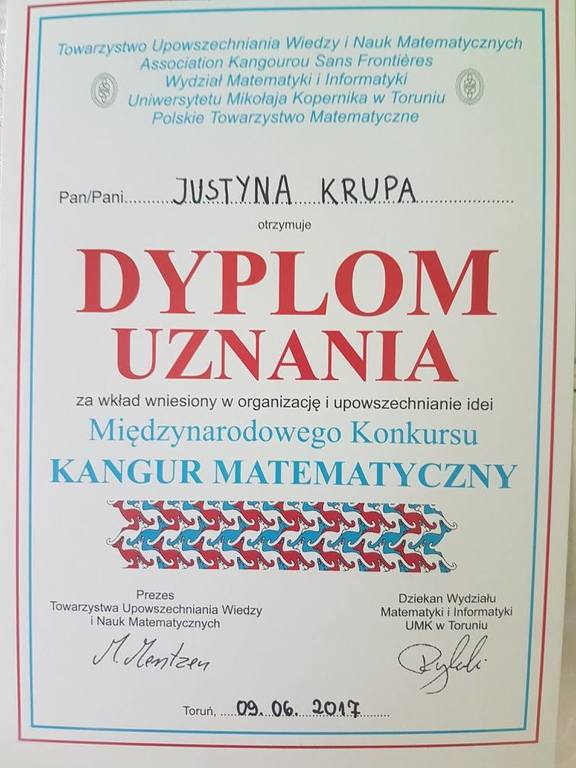 Towarzystwo Upowszechniania Wiedzy i Nauk Matematycznych
Association Kangourou Sans Frontières
Wydział Matematyki i Informatyki
Uniwersytetu Mikołaja Kopernika w Toruniu
Polskie Towarzystwo Matematyczne
Pan/Pani......JUSTYNA KRUPA......................
otrzymuje
DYPLOM
UZNANIA
za wkład wniesiony w organizację i upowszechnianie idei
Międzynarodowego Konkursu
KANGUR MATEMATYCZNY
Prezes
Towarzystwa Upowszechniania Wiedzy
i Nauk Matematycznych
M. Mentzen
Dziekan Wydziału
Matematyki i Informatyki
UMK w Toruniu
Toruń, ....09. 06. 2017........